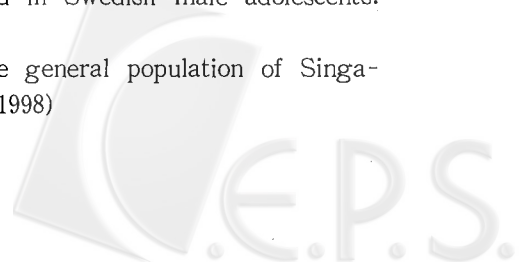 in Swedish male adolescents.
general population of Singa-
1998)
C.E.P.S.